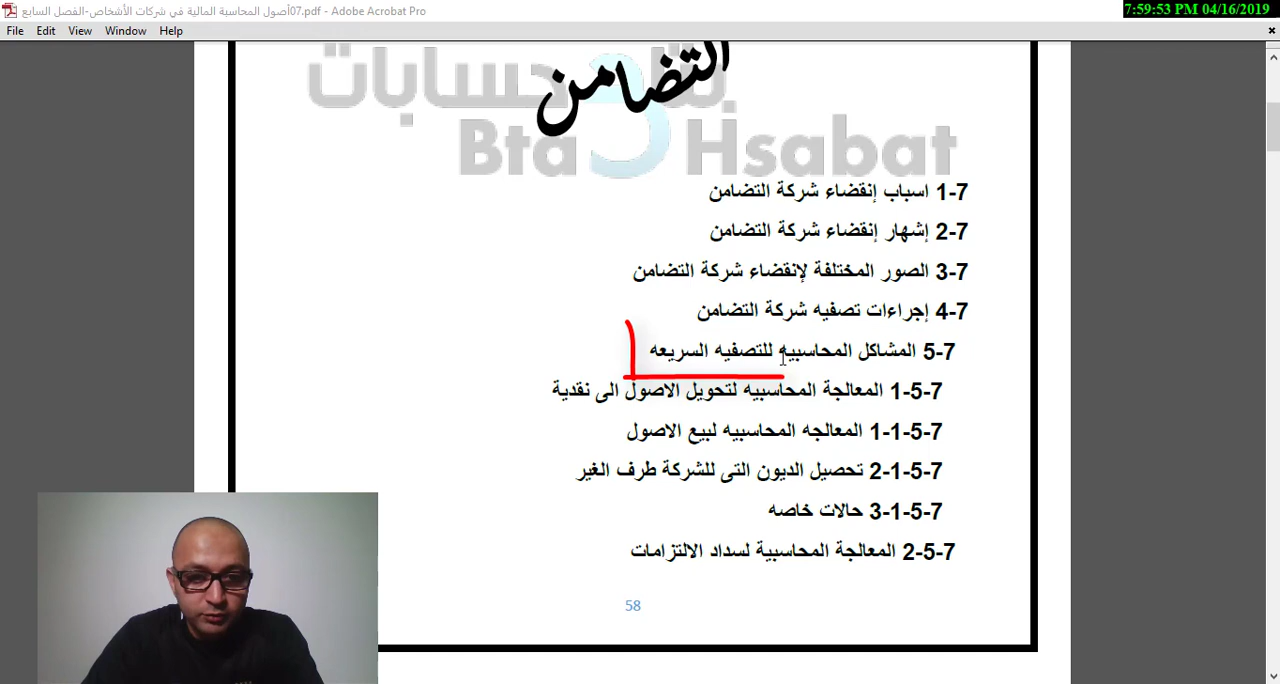 07أصول المحاسبة المالية في شركات الأشخاص-الفصل السابع.pdf - Adobe Acrobat Pro
7:59:53 PM 04/16/2019
File Edit View Window Help
التضامن
بتاع حسابات
Bta3 Hsabat
1-7 اسباب إنقضاء شركة التضامن
2-7 إشهار إنقضاء شركة التضامن
3-7 الصور المختلفة لإنقضاء شركة التضامن
4-7 إجراءات تصفيه شركة التضامن
5-7 المشاكل المحاسبيه للتصفيه السريعه
1-5-7 المعالجة المحاسبيه لتحويل الاصول الى نقدية
1-1-5-7 المعالجه المحاسبيه لبيع الاصول
2-1-5-7 تحصيل الديون التى للشركة طرف الغير
3-1-5-7 حالات خاصه
2-5-7 المعالجة المحاسبية لسداد الالتزامات
58